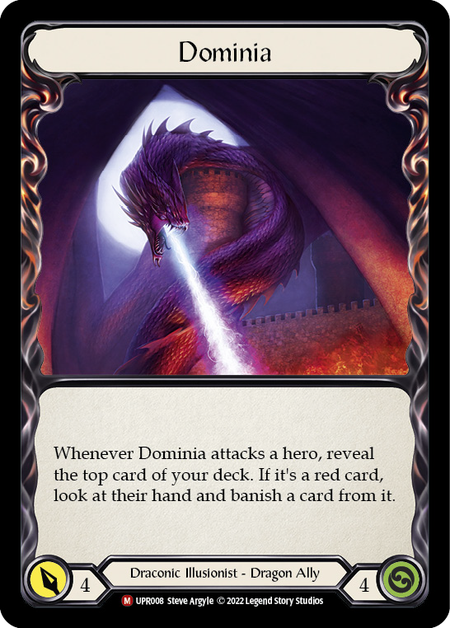 Dominia
Whenever Dominia attacks a hero, reveal
the top card of your deck. If it's a red card,
look at their hand and banish a card from it.
4
Draconic Illusionist - Dragon Ally
4
M UPR008 Steve Argyle © 2022 Legend Story Studios